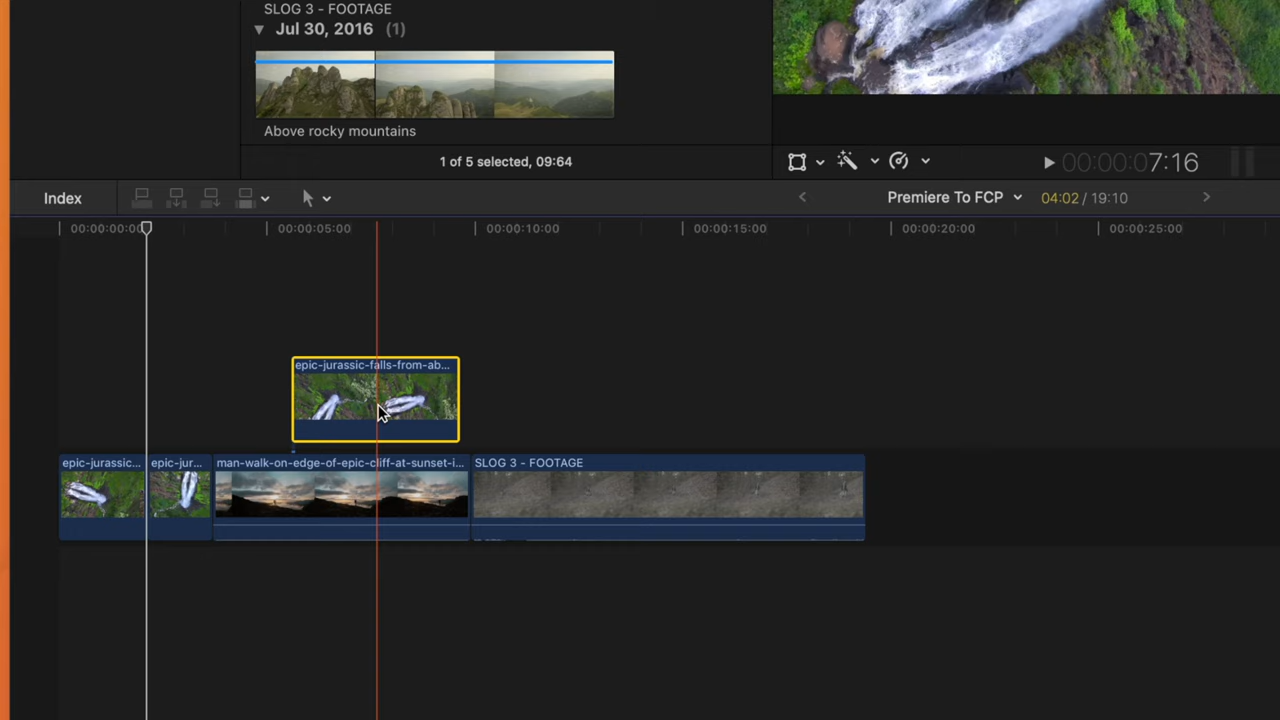 SLOG 3 - FOOTAGE
Jul 30, 2016 (1)
Above rocky mountains
1 of 5 selected, 09:64
00:00:07:16
Index
Premiere To FCP
04:02 / 19:10
00:00:00:00 00:00:05:00 00:00:10:00 00:00:15:00 00:00:20:00 00:00:25:00
epic-jurassic-falls-from-ab...
epic-jurassic... epic-jur... man-walk-on-edge-of-epic-cliff-at-sunset-i... SLOG 3 - FOOTAGE